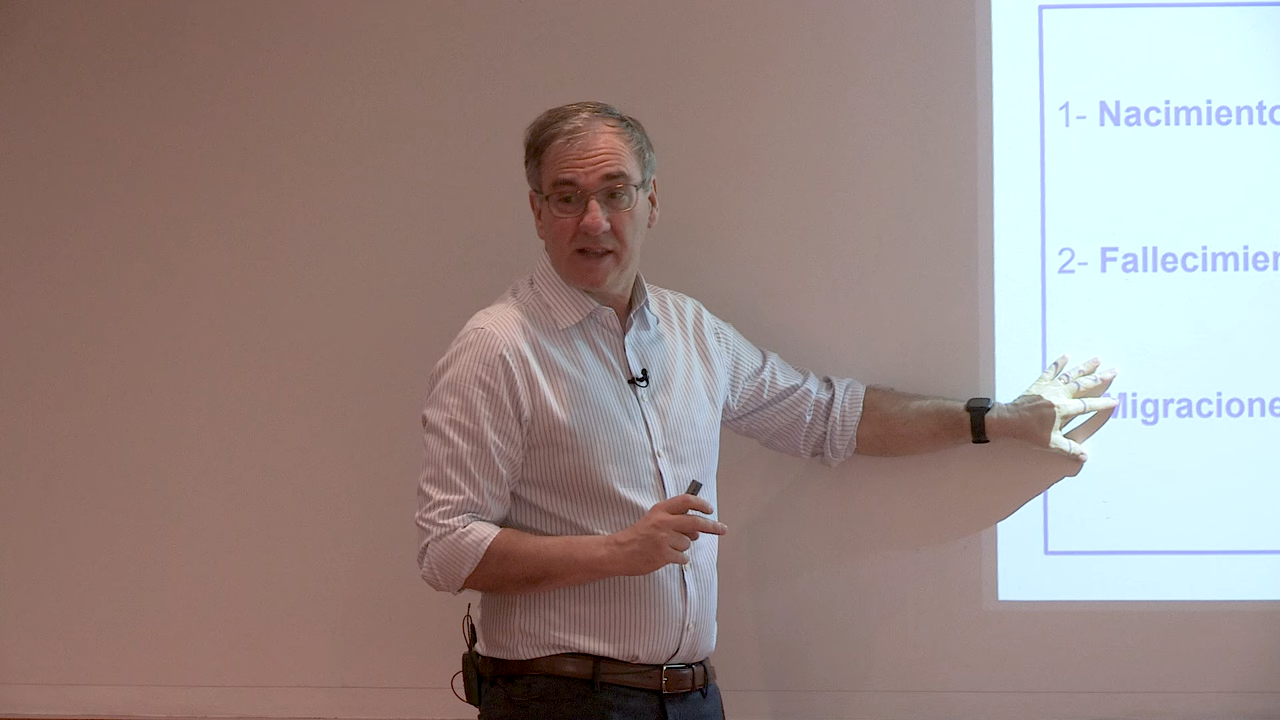 1- Nacimiento
2- Fallecimien
Migracione